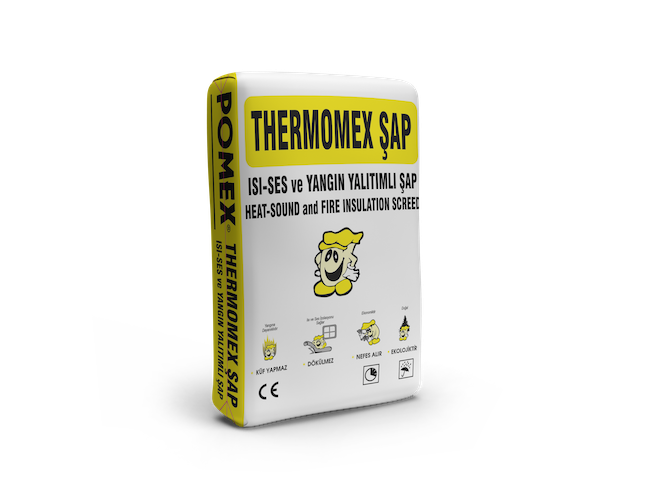 THERMOMEX ŞAP
ISI-SES ve YANGIN YALITIMLI ŞAP
HEAT-SOUND and FIRE INSULATION SCREED
KÜF YAPMAZ
DÖKÜLMEZ
NEFES ALIR
EKOLOJİKTİR
CE
POMEX®
THERMOMEX ŞAP
ISI-SES ve YANGIN YALITIMLI ŞAP